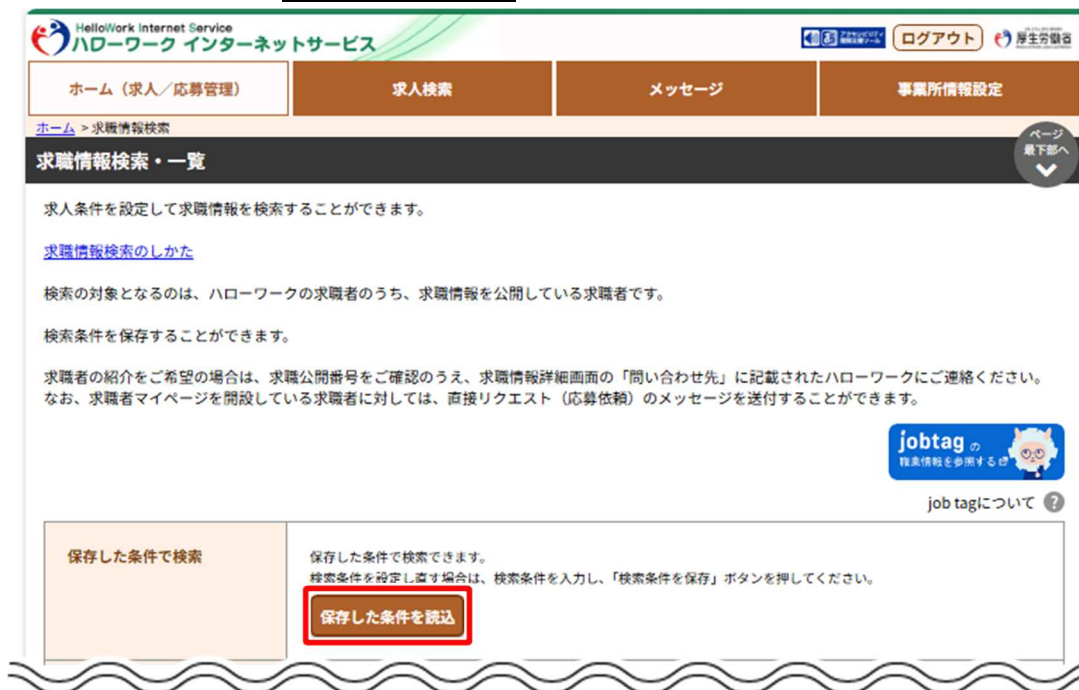 HelloWork Internet Service
ハローワーク インターネットサービス
ログアウト
厚生労働省
ホーム（求人／応募管理）
求人検索
メッセージ
事業所情報設定
ホーム > 求職情報検索
ページ
最下部へ
求職情報検索・一覧
求人条件を設定して求職情報を検索することができます。
求職情報検索のしかた
検索の対象となるのは、ハローワークの求職者のうち、求職情報を公開している求職者です。
検索条件を保存することができます。
求職者の紹介をご希望の場合は、求職公開番号をご確認のうえ、求職情報詳細画面の「問い合わせ先」に記載されたハローワークにご連絡ください。
なお、求職者マイページを開設している求職者に対しては、直接リクエスト（応募依頼）のメッセージを送付することができます。
jobtag の
職業情報を参照する
job tagについて ?
保存した条件で検索
保存した条件で検索できます。
検索条件を設定し直す場合は、検索条件を入力し、「検索条件を保存」ボタンを押してください。
保存した条件を読込